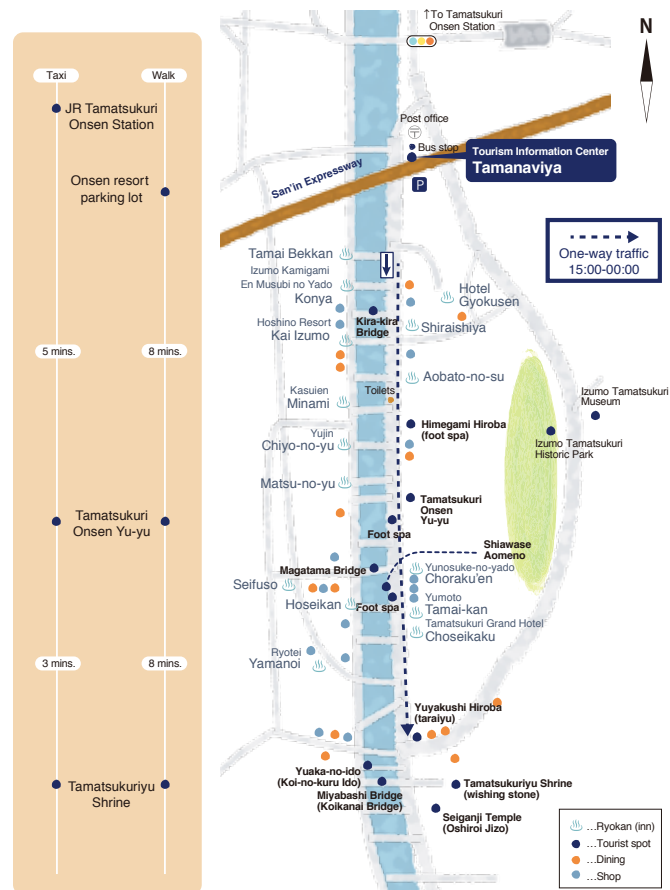 Taxi
Walk
JR Tamatsukuri
Onsen Station
Onsen resort
parking lot
5 mins.
8 mins.
Tamatsukuri
Onsen Yu-yu
3 mins.
8 mins.
Tamatsukuriyu
Shrine
↑To Tamatsukuri
Onsen Station
N
Post office
〒
Bus stop
Tourism Information Center
Tamanaviya
San'in Expressway
P
One-way traffic
15:00-00:00
Tamai Bekkan
Izumo Kamigami
En Musubi no Yado
Konya
Hotel
Gyokusen
Kira-kira
Bridge
Hoshino Resort
Kai Izumo
Shiraishiya
Aobato-no-su
Kasuien
Minami
Toilets
Izumo Tamatsukuri
Museum
Himegami Hiroba
(foot spa)
Izumo Tamatsukuri
Historic Park
Yujin
Chiyo-no-yu
Matsu-no-yu
Tamatsukuri
Onsen
Yu-yu
Foot spa
Shiawase
Aomeno
Magatama Bridge
Yunosuke-no-yado
Choraku'en
Seifuso
Hoseikan
Foot spa
Yumoto
Tamai-kan
Tamatsukuri Grand Hotel
Choseikaku
Ryotei
Yamanoi
Yuyakushi Hiroba
(taraiyu)
Yuaka-no-ido
(Koi-no-kuru Ido)
Miyabashi Bridge
(Koikanai Bridge)
Tamatsukuriyu Shrine
(wishing stone)
Seiganji Temple
(Oshiroi Jizo)
...Ryokan (inn)
...Tourist spot
...Dining
...Shop